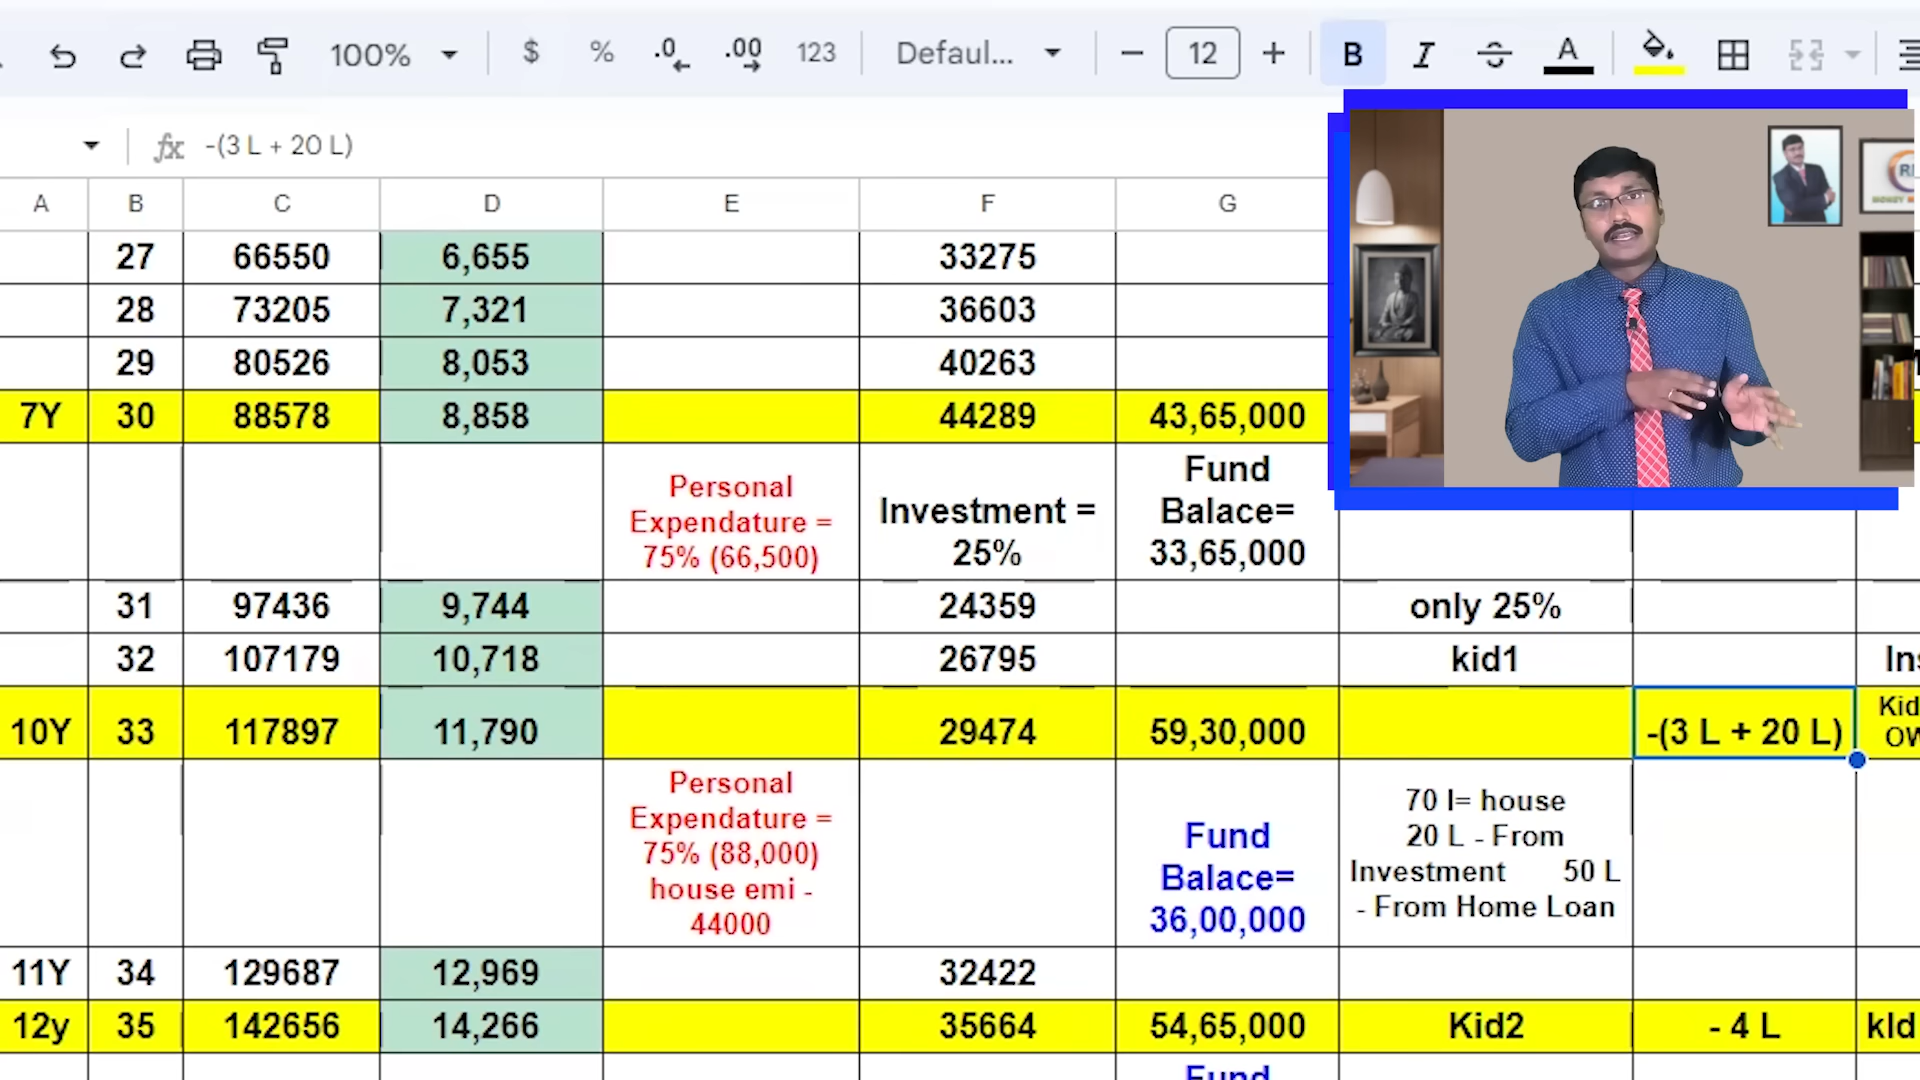 100% $ % .0 .00 123 Defaul... 12 B I A
fx -(3 L + 20 L)
A B C D E F G
27 66550 6,655 33275
28 73205 7,321 36603
29 80526 8,053 40263
7Y 30 88578 8,858 44289 43,65,000
Personal
Expendature =
75% (66,500)
Investment =
25%
Fund
Balace=
33,65,000
31 97436 9,744 24359 only 25%
32 107179 10,718 26795 kid1
10Y 33 117897 11,790 29474 59,30,000 -(3 L + 20 L) Kid
Personal
Expendature =
75% (88,000)
house emi -
44000
Fund
Balace=
36,00,000
70 l= house
20 L - From
Investment 50 L
- From Home Loan
11Y 34 129687 12,969 32422
12y 35 142656 14,266 35664 54,65,000 Kid2 - 4 L kId
Fund